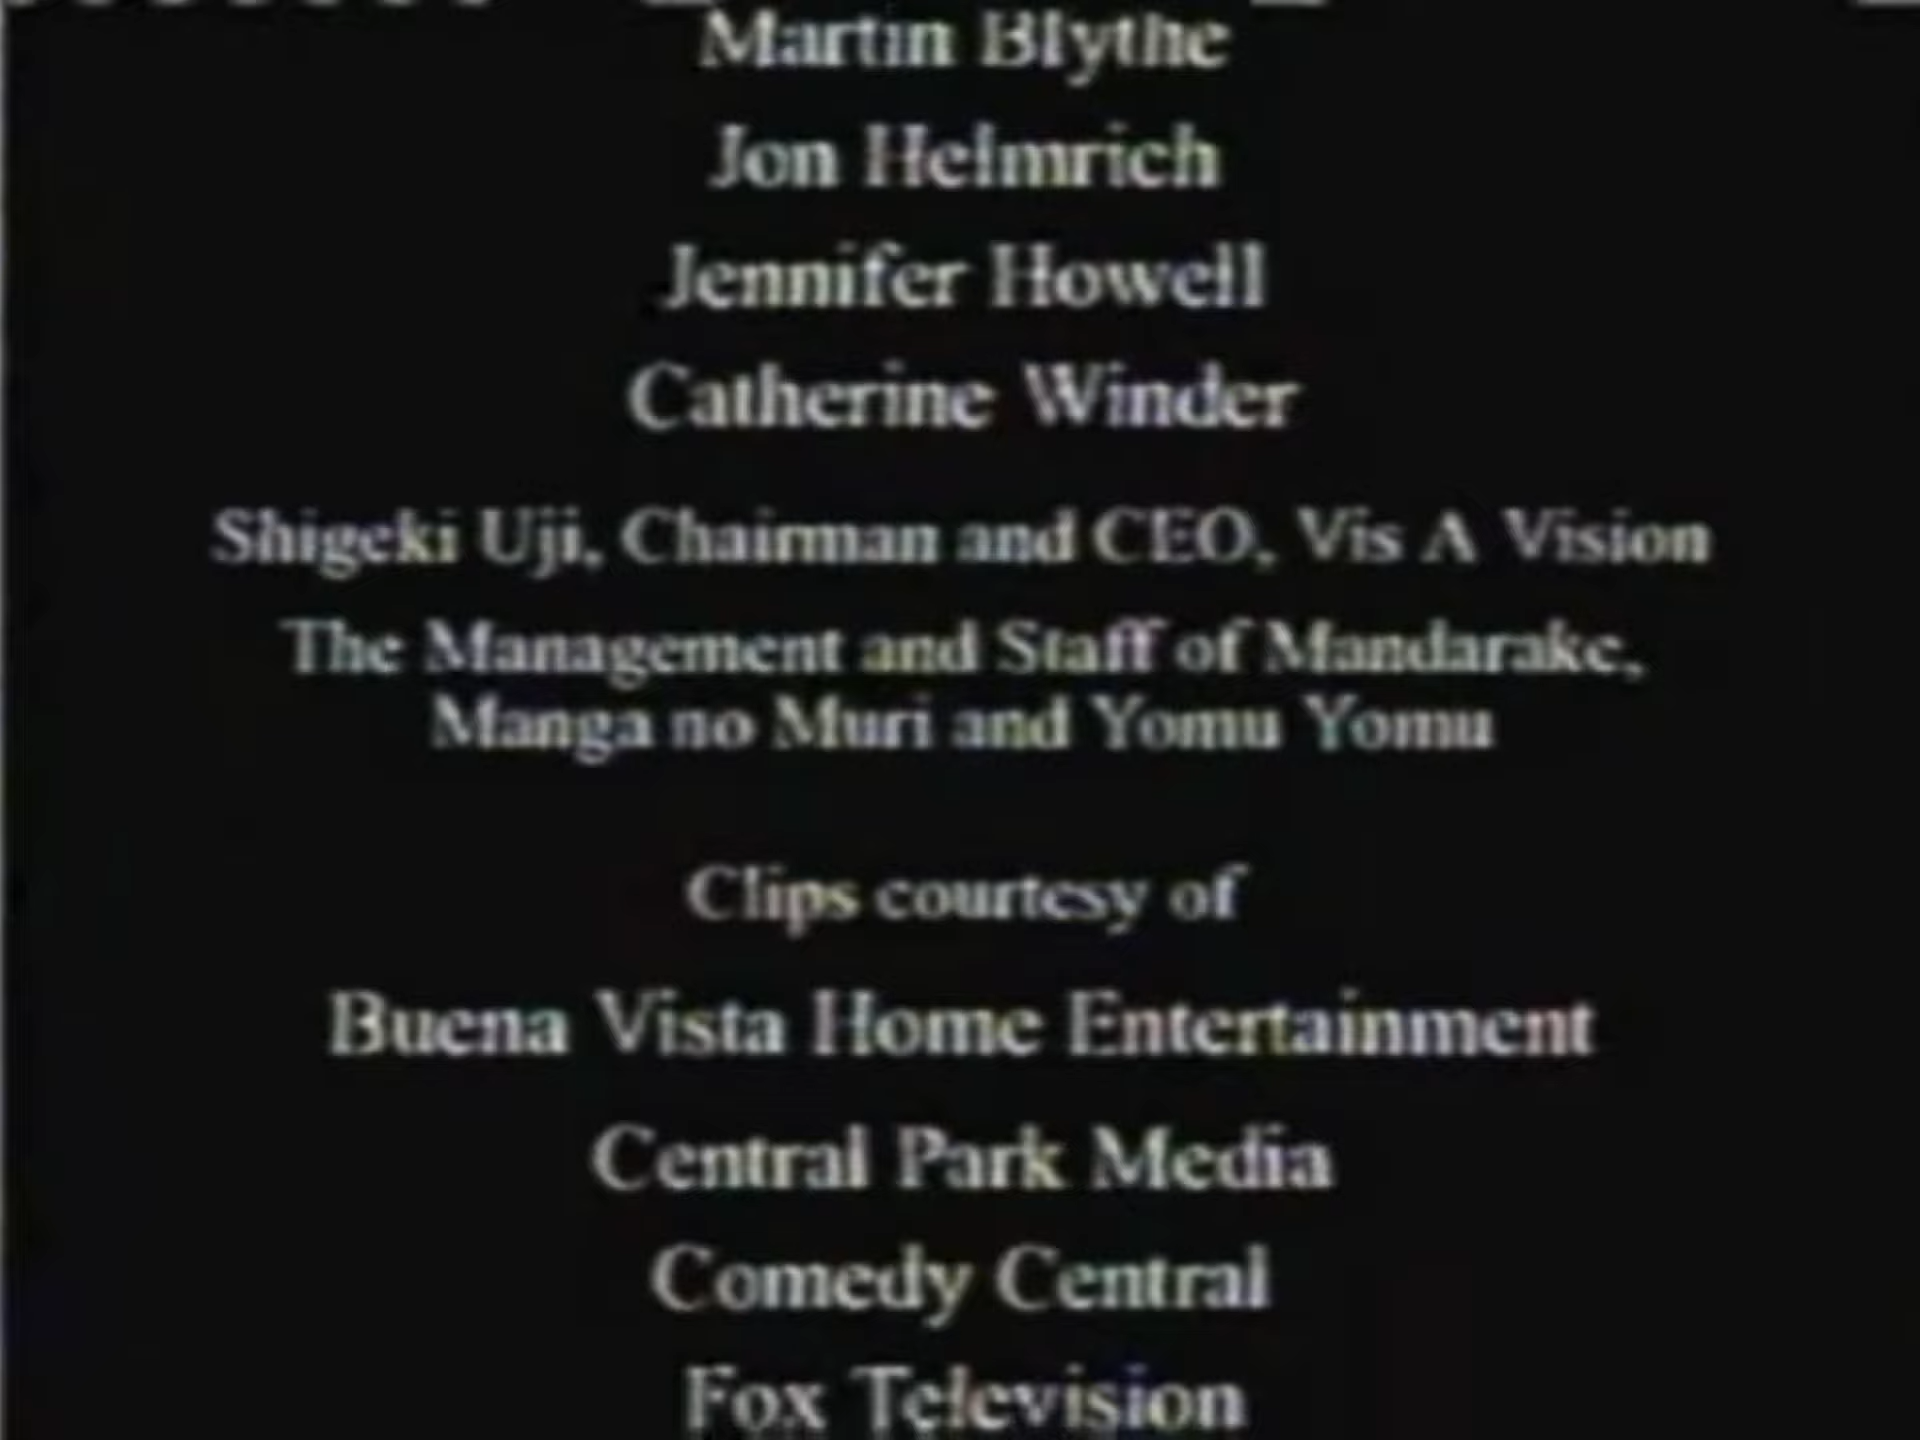 Martin Blythe
Jon Helmrich
Jennifer Howell
Catherine Winder
Shigeki Uji, Chairman and CEO, Vis A Vision
The Management and Staff of Mandarake,
Manga no Muri and Yomu Yomu
Clips courtesy of
Buena Vista Home Entertainment
Central Park Media
Comedy Central
Fox Television